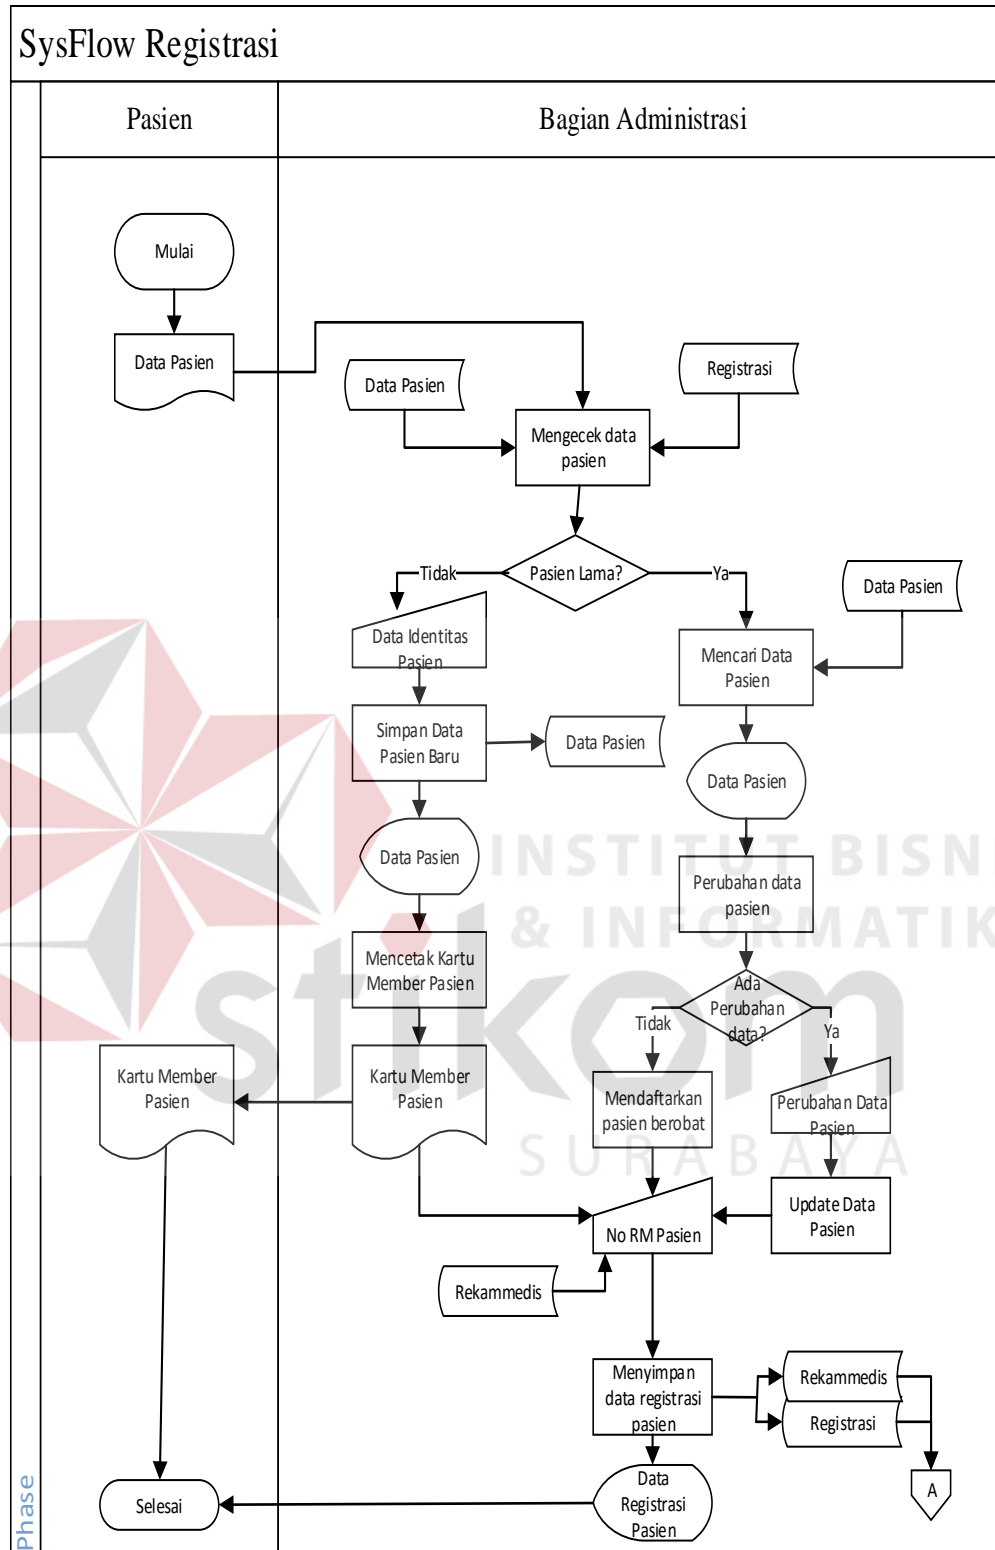 SysFlow Registrasi
Pasien
Bagian Administrasi
Mulai
Data Pasien
Data Pasien
Registrasi
Mengecek data
pasien
Pasien Lama?
Tidak
Ya
Data Pasien
Data Identitas
Pasien
Mencari Data
Pasien
Simpan Data
Pasien Baru
Data Pasien
Data Pasien
Data Pasien
INSTITUT BISN
& INFORMATIK
Perubahan data
pasien
Mencetak Kartu
Member Pasien
stikom
Ada
Perubahan
data?
Tidak
Ya
Kartu Member
Pasien
Kartu Member
Pasien
Mendaftarkan
pasien berobat
Perubahan Data
Pasien
SURABAYA
No RM Pasien
Update Data
Pasien
Rekammedis
Menyimpan
data registrasi
pasien
Rekammedis
Registrasi
A
Data
Registrasi
Pasien
Selesai
Phase